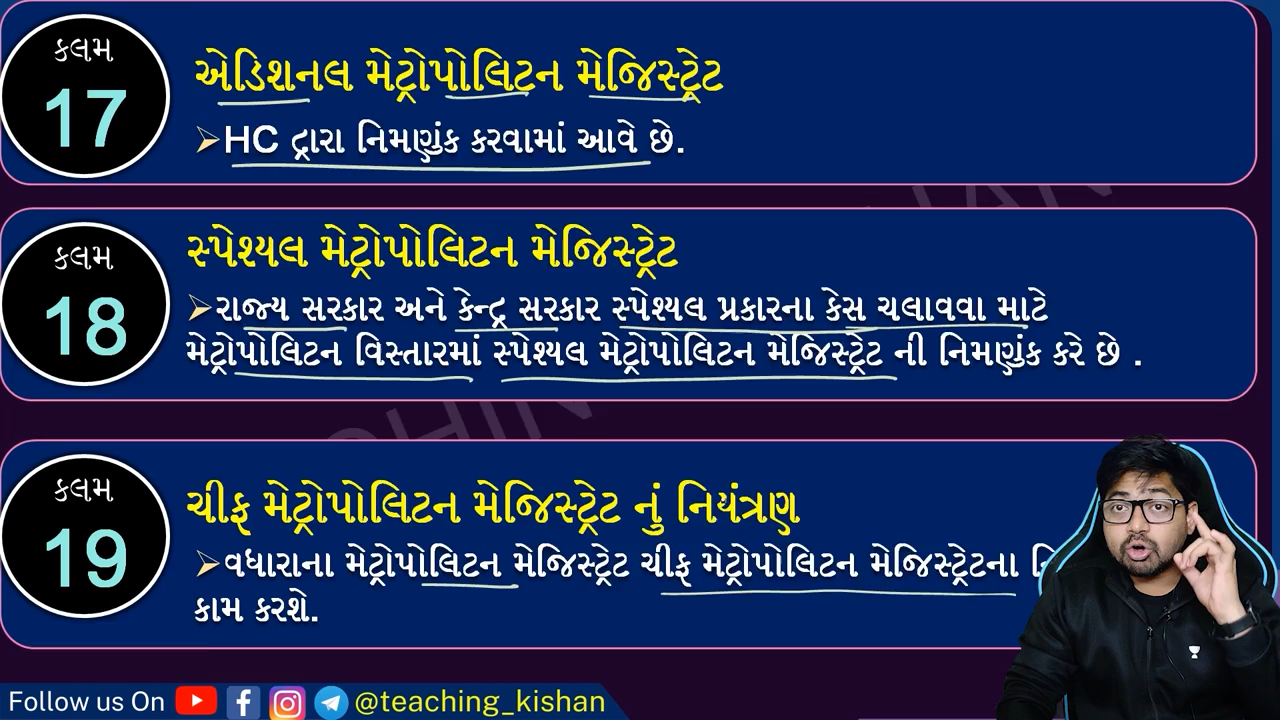 કલમ
17
એડિશનલ મેટ્રોપોલિટન મેજિસ્ટ્રેટ
➢HC દ્વારા નિમણુંક કરવામાં આવે છે.
કલમ
18
સ્પેશ્યલ મેટ્રોપોલિટન મેજિસ્ટ્રેટ
➢રાજ્ય સરકાર અને કેન્દ્ર સરકાર સ્પેશ્યલ પ્રકારના કેસ ચલાવવા માટે
મેટ્રોપોલિટન વિસ્તારમાં સ્પેશ્યલ મેટ્રોપોલિટન મેજિસ્ટ્રેટ ની નિમણુંક કરે છે .
કલમ
19
ચીફ મેટ્રોપોલિટન મેજિસ્ટ્રેટ નું નિયંત્રણ
➢વધારાના મેટ્રોપોલિટન મેજિસ્ટ્રેટ ચીફ મેટ્રોપોલિટન મેજિસ્ટ્રેટના
કામ કરશે.
Follow us On @teaching_kishan